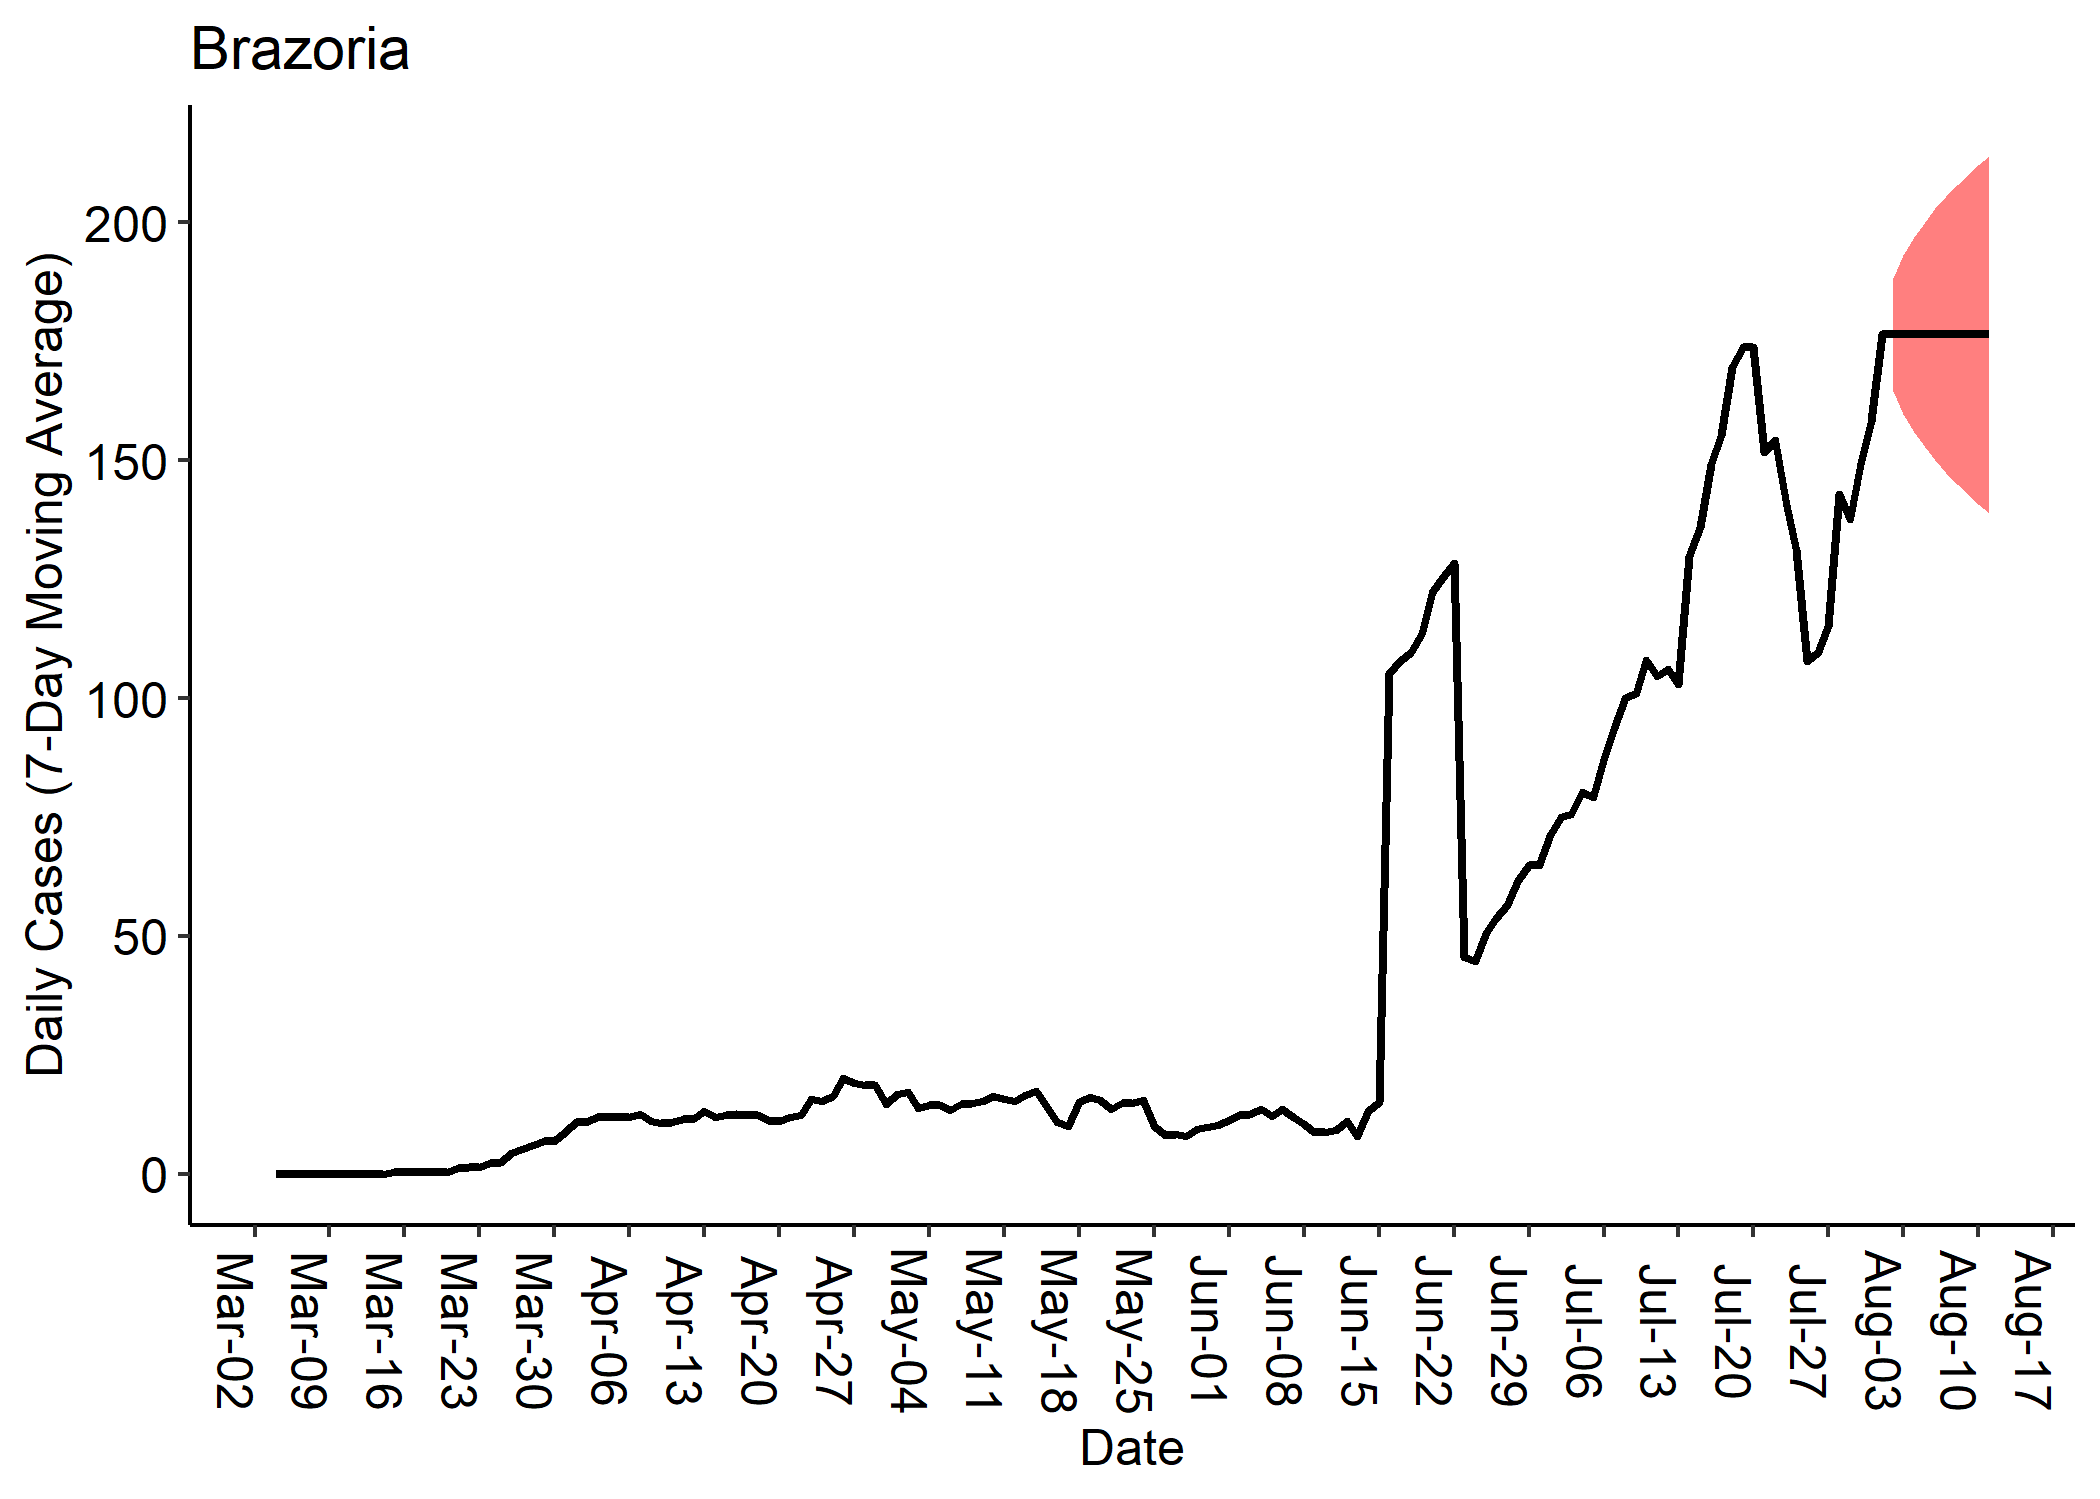 Brazoria
Daily Cases (7-Day Moving Average)
200
150
100
50
0
Mar-02
Mar-09
Mar-16
Mar-23
Mar-30
Apr-06
Apr-13
Apr-20
Apr-27
May-04
May-11
May-18
May-25
Jun-01
Jun-08
Jun-15
Jun-22
Jun-29
Jul-06
Jul-13
Jul-20
Jul-27
Aug-03
Aug-10
Aug-17
Date